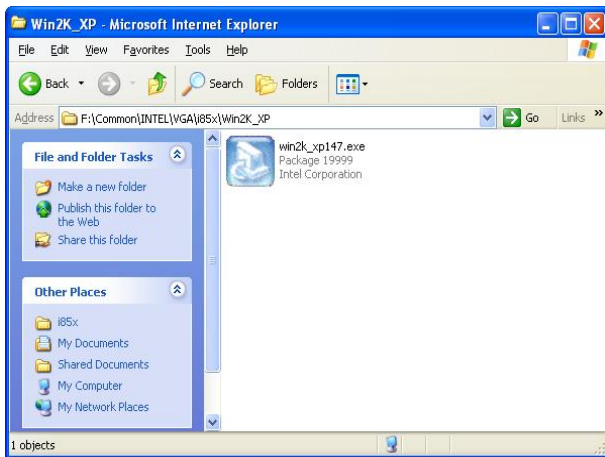 Win2K_XP - Microsoft Internet Explorer
File Edit View Favorites Tools Help
Back Search Folders
Address F:\Common\INTEL\VGA\i85x\Win2K_XP Go Links »
File and Folder Tasks
Make a new folder
Publish this folder to
the Web
Share this folder
Other Places
i85x
My Documents
Shared Documents
My Computer
My Network Places
win2k_xp147.exe
Package 19999
Intel Corporation
1 objects